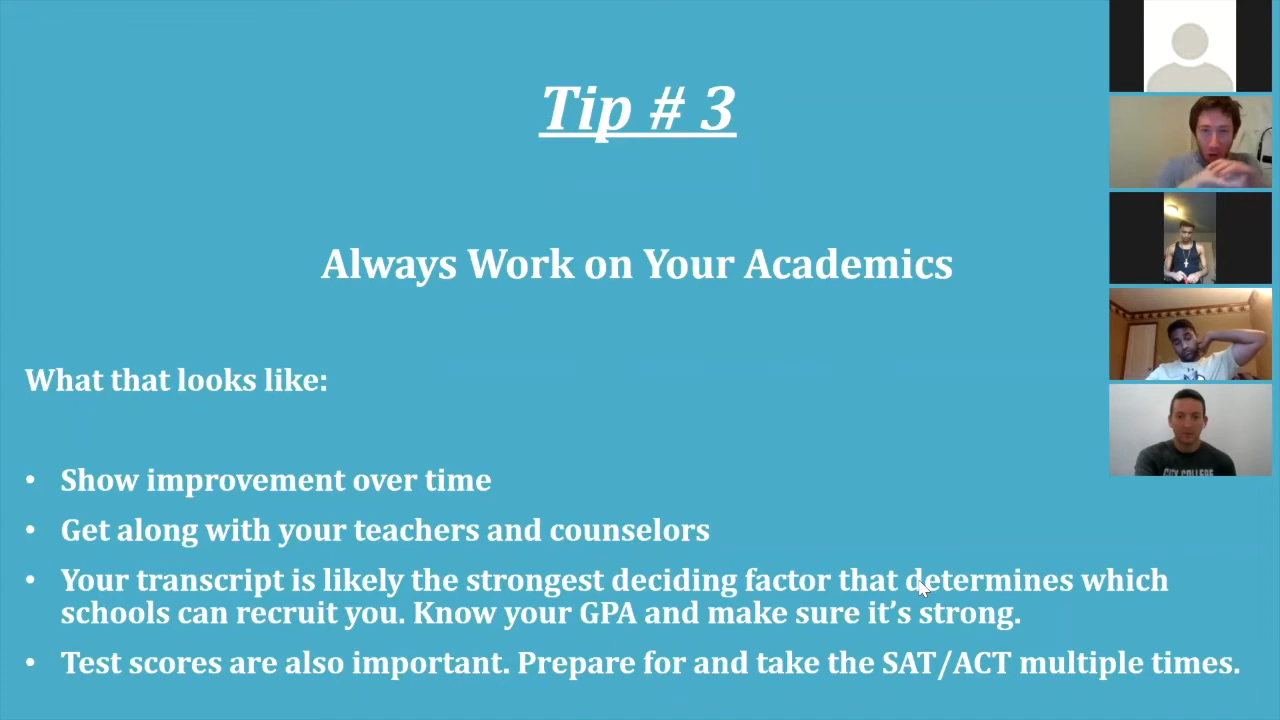 Tip # 3
Always Work on Your Academics
What that looks like:
• Show improvement over time
• Get along with your teachers and counselors
• Your transcript is likely the strongest deciding factor that determines which
schools can recruit you. Know your GPA and make sure it’s strong.
• Test scores are also important. Prepare for and take the SAT/ACT multiple times.
CITY COLLEGE